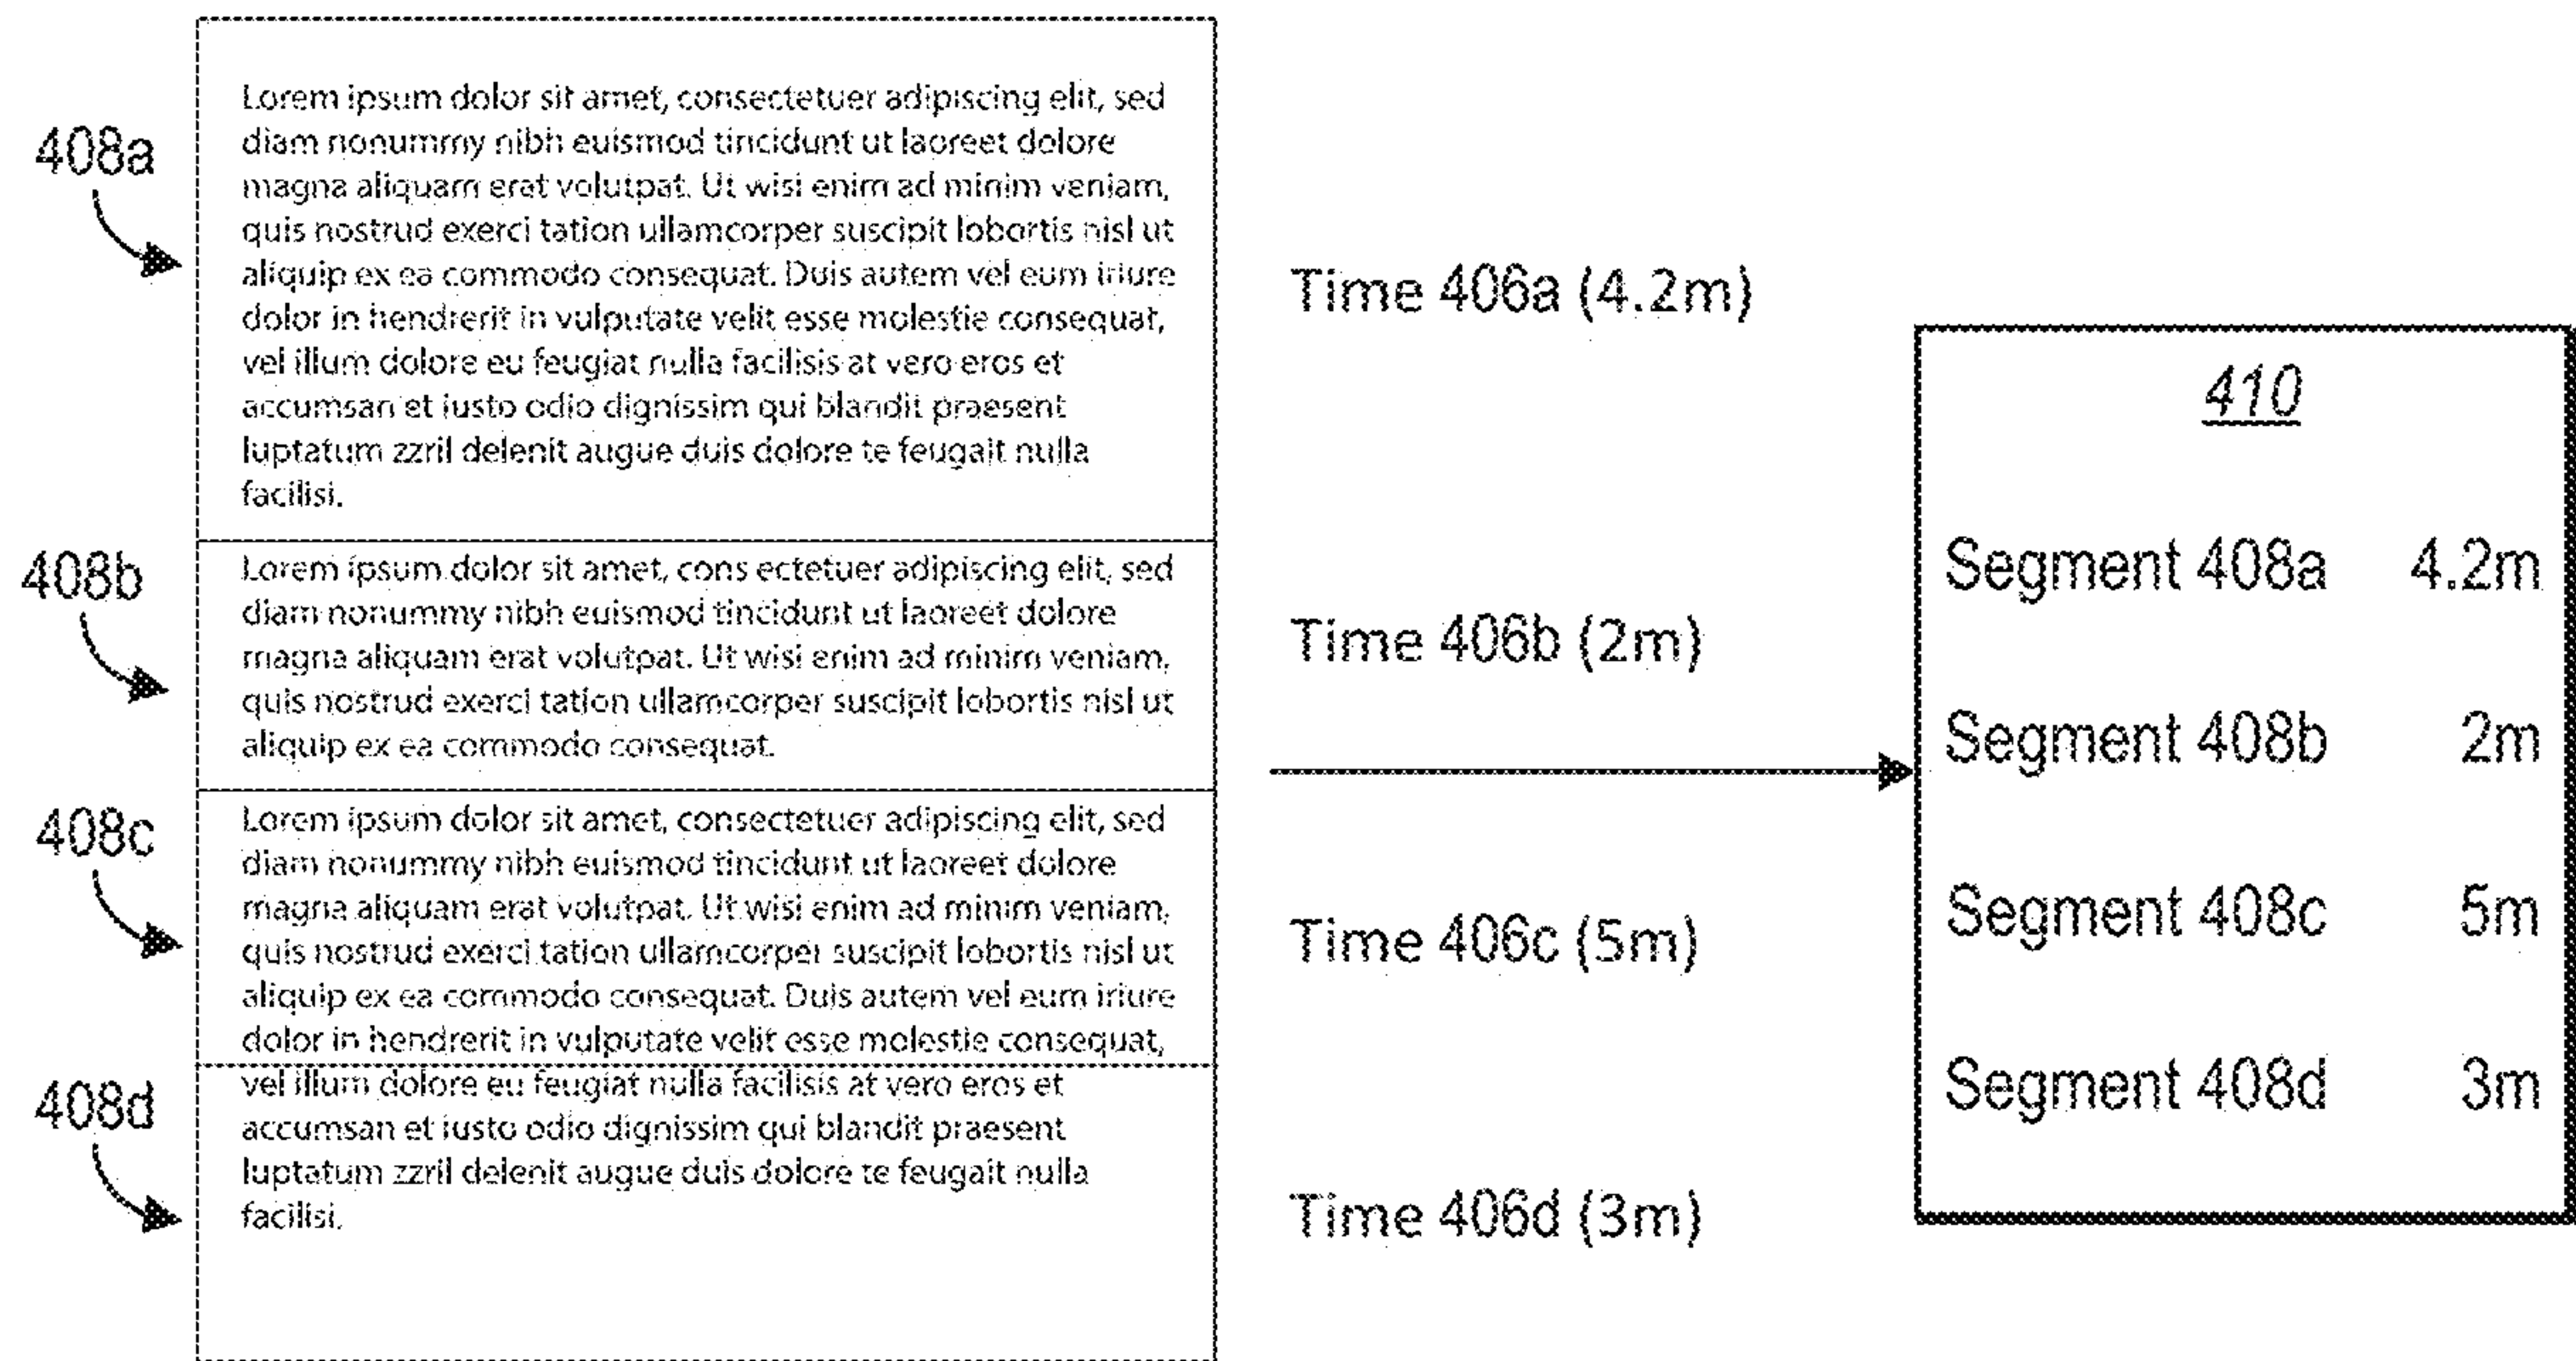 408a
Lorem ipsum dolor sit amet, consectetuer adipiscing elit, sed
diam nonummy nibh euismod tincidunt ut laoreet dolore
magna aliquam erat volutpat. Ut wisi enim ad minim veniam,
quis nostrud exerci tation ullamcorper suscipit lobortis nisl ut
aliquip ex ea commodo consequat. Duis autem vel eum iriure
dolor in hendrerit in vulputate velit esse molestie consequat,
vel illum dolore eu feugiat nulla facilisis at vero eros et
accumsan et iusto odio dignissim qui blandit praesent
luptatum zzril delenit augue duis dolore te feugait nulla
facilisi.
Time 406a (4.2m)
408b
Lorem ipsum dolor sit amet, cons ectetuer adipiscing elit, sed
diam nonummy nibh euismod tincidunt ut laoreet dolore
magna aliquam erat volutpat. Ut wisi enim ad minim veniam,
quis nostrud exerci tation ullamcorper suscipit lobortis nisl ut
aliquip ex ea commodo consequat.
Time 406b (2m)
408c
Lorem ipsum dolor sit amet, consectetuer adipiscing elit, sed
diam nonummy nibh euismod tincidunt ut laoreet dolore
magna aliquam erat volutpat. Ut wisi enim ad minim veniam,
quis nostrud exerci tation ullamcorper suscipit lobortis nisl ut
aliquip ex ea commodo consequat. Duis autem vel eum iriure
dolor in hendrerit in vulputate velit esse molestie consequat,
Time 406c (5m)
408d
vel illum dolore eu feugiat nulla facilisis at vero eros et
accumsan et iusto odio dignissim qui blandit praesent
luptatum zzril delenit augue duis dolore te feugait nulla
facilisi.
Time 406d (3m)
410
Segment 408a 4.2m
Segment 408b 2m
Segment 408c 5m
Segment 408d 3m